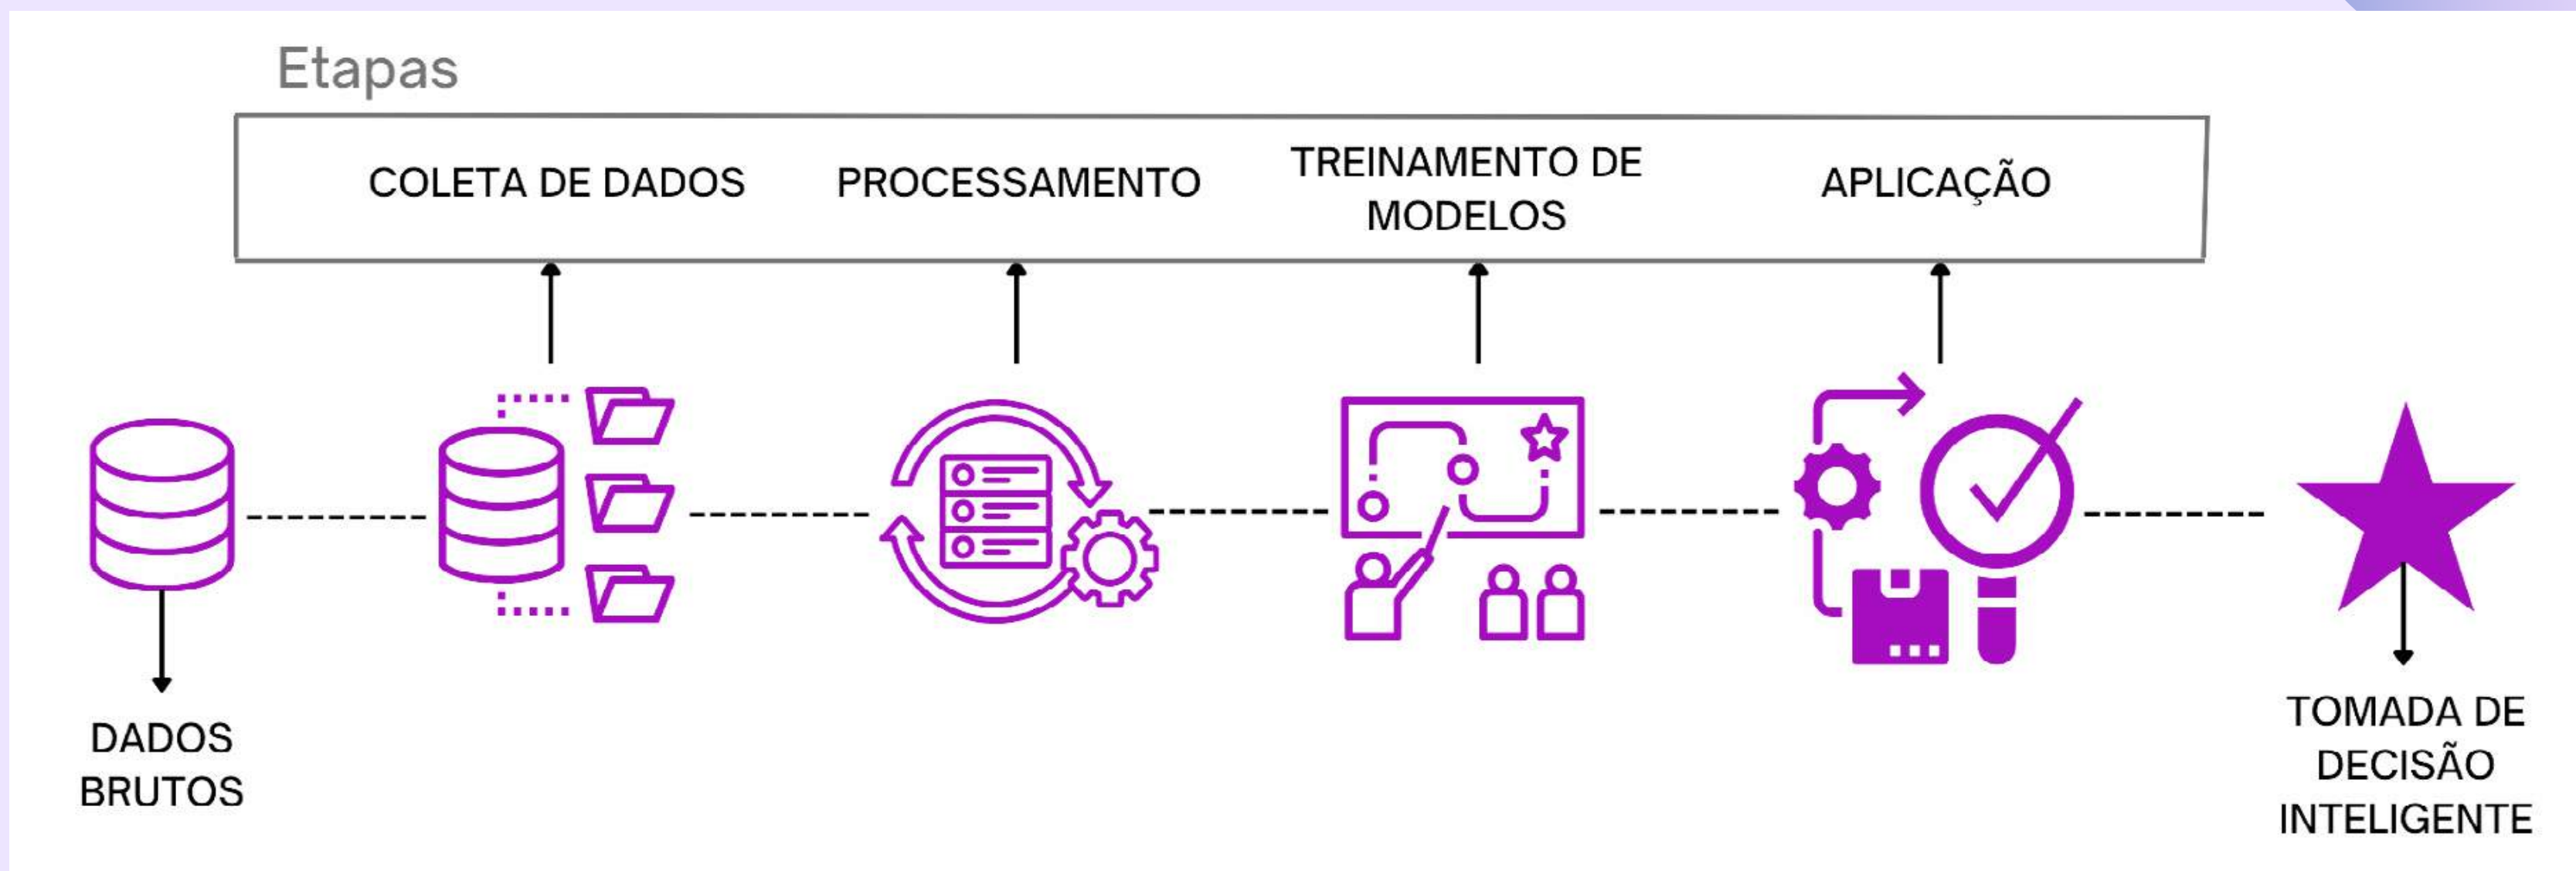 Etapas
COLETA DE DADOS
PROCESSAMENTO
TREINAMENTO DE
MODELOS
APLICAÇÃO
DADOS
BRUTOS
TOMADA DE
DECISÃO
INTELIGENTE